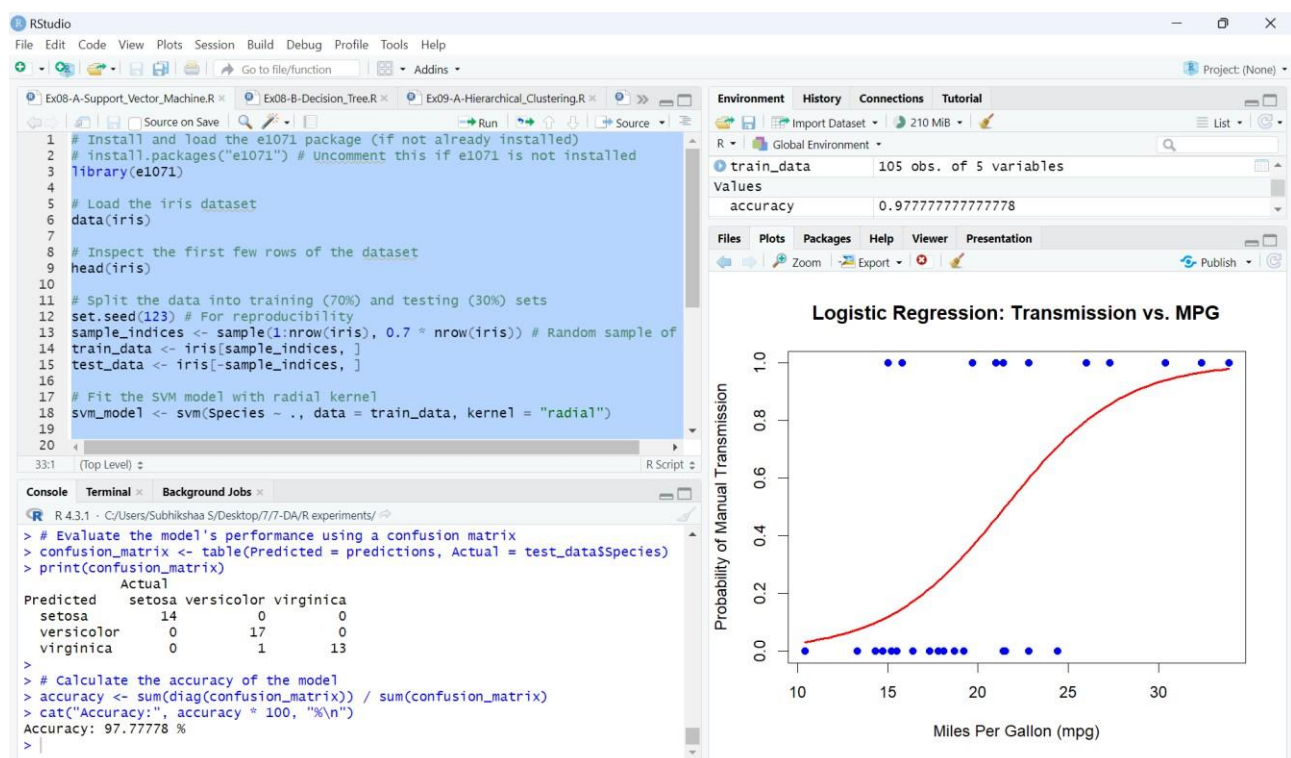 RStudio
File Edit Code View Plots Session Build Debug Profile Tools Help
Go to file/function
Addins
Project: (None)
Ex08-A-Support_Vector_Machine.R
Ex08-B-Decision_Tree.R
Ex09-A-Hierarchical_Clustering.R
Source on Save
Run
Source
1 # Install and load the e1071 package (if not already installed)
2 # install.packages("e1071") # Uncomment this if e1071 is not installed
3 library(e1071)
4
5 # Load the iris dataset
6 data(iris)
7
8 # Inspect the first few rows of the dataset
9 head(iris)
10
11 # Split the data into training (70%) and testing (30%) sets
12 set.seed(123) # For reproducibility
13 sample_indices <- sample(1:nrow(iris), 0.7 * nrow(iris)) # Random sample of
14 train_data <- iris[sample_indices, ]
15 test_data <- iris[-sample_indices, ]
16
17 # Fit the SVM model with radial kernel
18 svm_model <- svm(Species ~ ., data = train_data, kernel = "radial")
19
20
33:1 (Top Level) R Script
Console Terminal Background Jobs
R 4.3.1 · C:/Users/Subhikshaa S/Desktop/7/7-DA/R experiments/
> # Evaluate the model's performance using a confusion matrix
> confusion_matrix <- table(Predicted = predictions, Actual = test_data$Species)
> print(confusion_matrix)
Actual
Predicted setosa versicolor virginica
setosa 14 0 0
versicolor 0 17 0
virginica 0 1 13
>
> # Calculate the accuracy of the model
> accuracy <- sum(diag(confusion_matrix)) / sum(confusion_matrix)
> cat("Accuracy:", accuracy * 100, "%\n")
Accuracy: 97.77778 %
>
Environment History Connections Tutorial
Import Dataset 210 MiB List
R Global Environment
train_data 105 obs. of 5 variables
Values
accuracy 0.977777777777778
Files Plots Packages Help Viewer Presentation
Zoom Export Publish
Logistic Regression: Transmission vs. MPG
Probability of Manual Transmission
1.0
0.8
0.6
0.4
0.2
0.0
10 15 20 25 30
Miles Per Gallon (mpg)